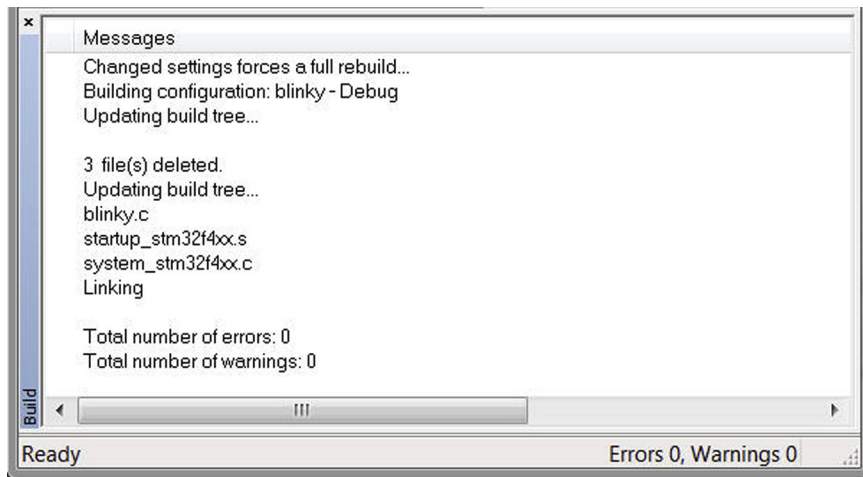 Messages
Changed settings forces a full rebuild...
Building configuration: blinky - Debug
Updating build tree...
3 file(s) deleted.
Updating build tree...
blinky.c
startup_stm32f4xx.s
system_stm32f4xx.c
Linking
Total number of errors: 0
Total number of warnings: 0
Build
Ready
Errors 0, Warnings 0